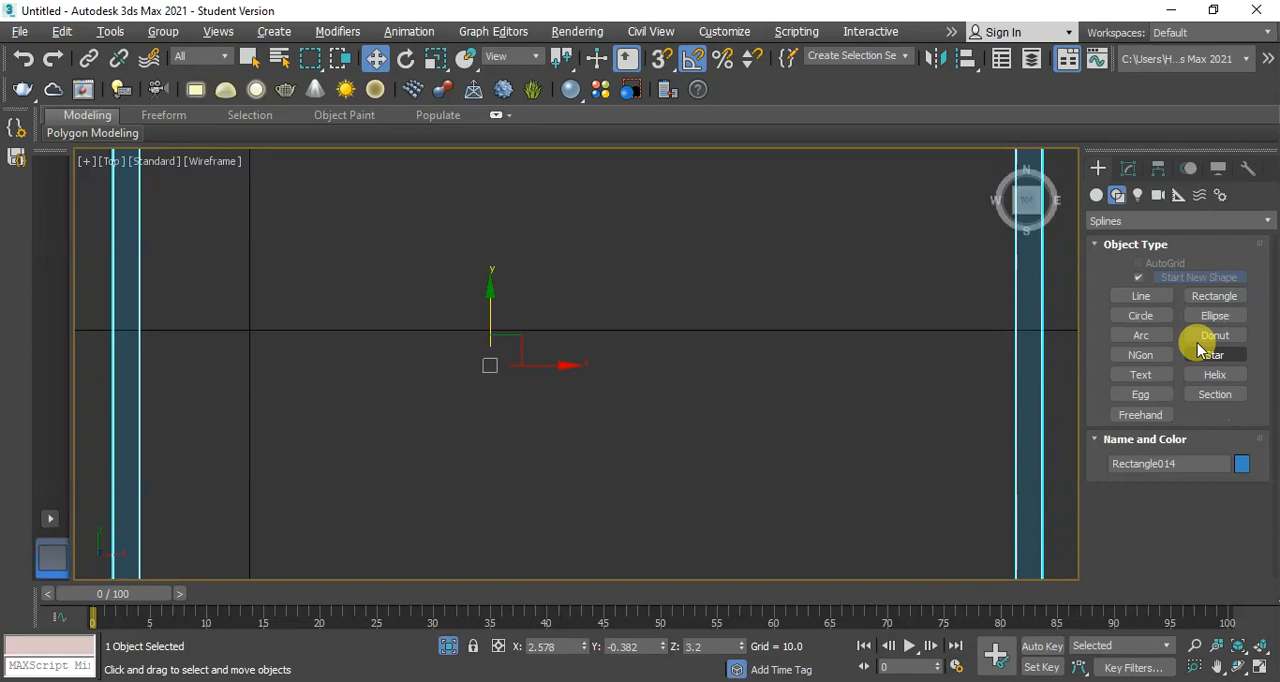 Untitled - Autodesk 3ds Max 2021 - Student Version
File Edit Tools Group Views Create Modifiers Animation Graph Editors Rendering Civil View Customize Scripting Interactive Sign In Workspaces: Default
All View Create Selection Se C:\Users\H...s Max 2021
Modeling Freeform Selection Object Paint Populate
Polygon Modeling
[+] [Top] [Standard] [Wireframe]
N
W TOP E
S
y
Splines
Object Type
AutoGrid
Start New Shape
Line Rectangle
Circle Ellipse
Arc Donut
NGon Star
Text Helix
Egg Section
Freehand
Name and Color
Rectangle014
0 / 100
0 5 10 15 20 25 30 35 40 45 50 55 60 65 70 75 80 85 90 95 100
1 Object Selected X: 2.578 Y: -0.382 Z: 3.2 Grid = 10.0 Auto Key Selected
MAXScript Mi: Click and drag to select and move objects Add Time Tag 0 Set Key Key Filters...